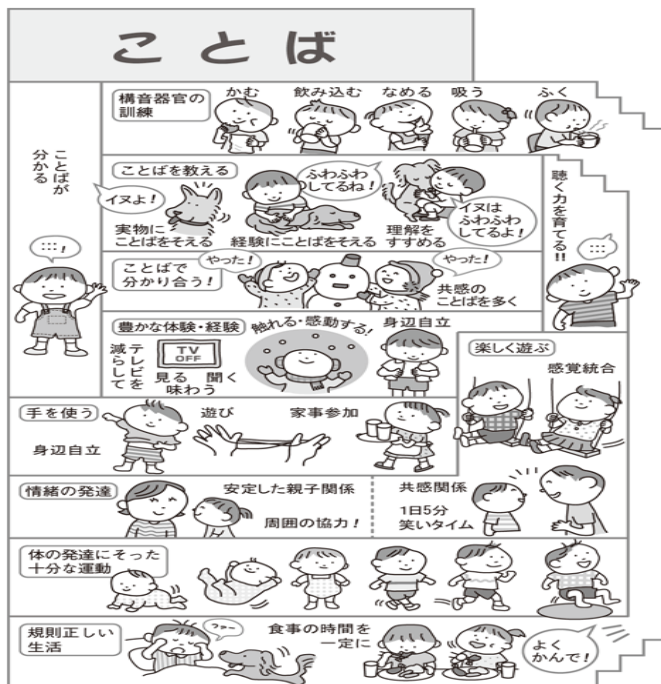 ことば
ことばが
分かる
構音器官の
訓練
かむ
飲み込む
なめる
吸う
ふく
ことばを教える
イヌよ！
実物に
ことばをそえる
ふわふわ
してるね！
経験にことばをそえる
理解を
すすめる
イヌは
ふわふわ
してるよ！
聴く力を育てる!!
:::！
:::
ことばで
分かり合う！
やった！
やった！
共感の
ことばを多く
豊かな体験・経験
テレビを
減らして
TV
OFF
見る 聞く
味わう
触れる・感動する！
身辺自立
楽しく遊ぶ
感覚統合
手を使う
身辺自立
遊び
家事参加
情緒の発達
安定した親子関係
周囲の協力！
共感関係
1日5分
笑いタイム
体の発達にそった
十分な運動
規則正しい
生活
ファ〜
食事の時間を
一定に
よく
かんで！